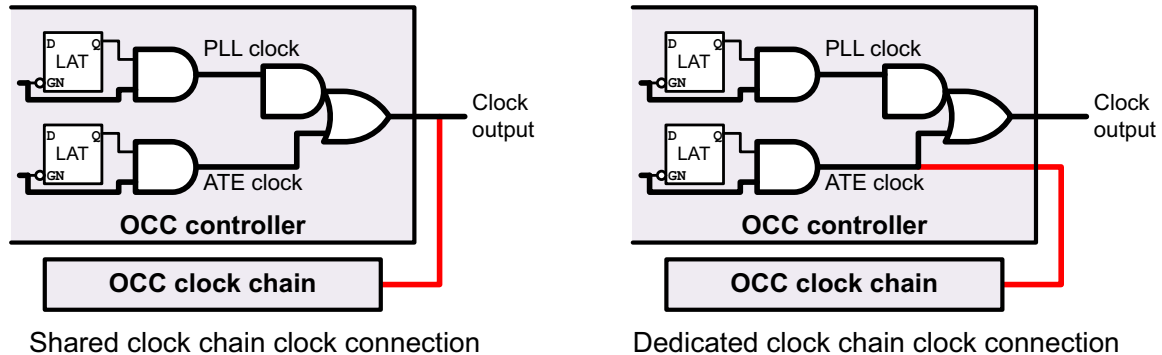 D Q
LAT
GN
PLL clock
D Q
LAT
GN
ATE clock
Clock
output
OCC controller
OCC clock chain
Shared clock chain clock connection
D Q
LAT
GN
PLL clock
D Q
LAT
GN
ATE clock
Clock
output
OCC controller
OCC clock chain
Dedicated clock chain clock connection